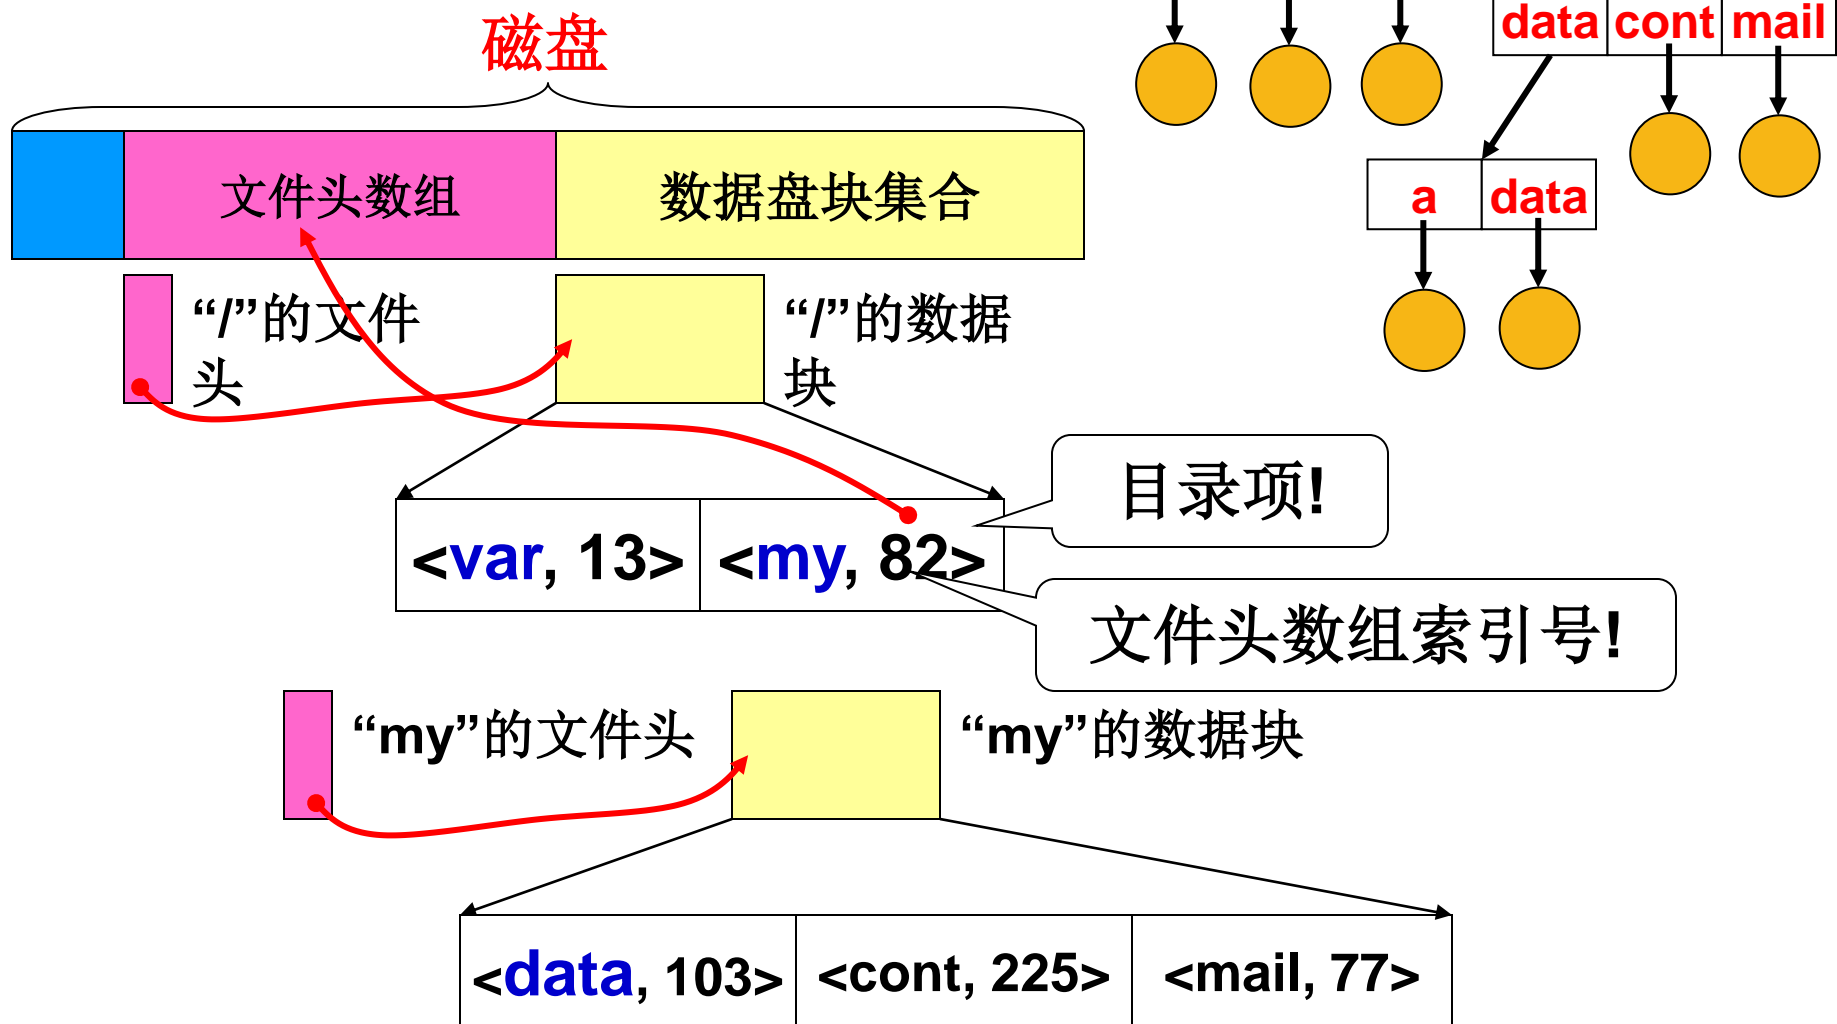 磁盘
data cont mail
文件头数组 数据盘块集合
a data
“/”的文件
头
“/”的数据
块
目录项!
<var, 13> <my, 82>
文件头数组索引号!
“my”的文件头 “my”的数据块
<data, 103> <cont, 225> <mail, 77>